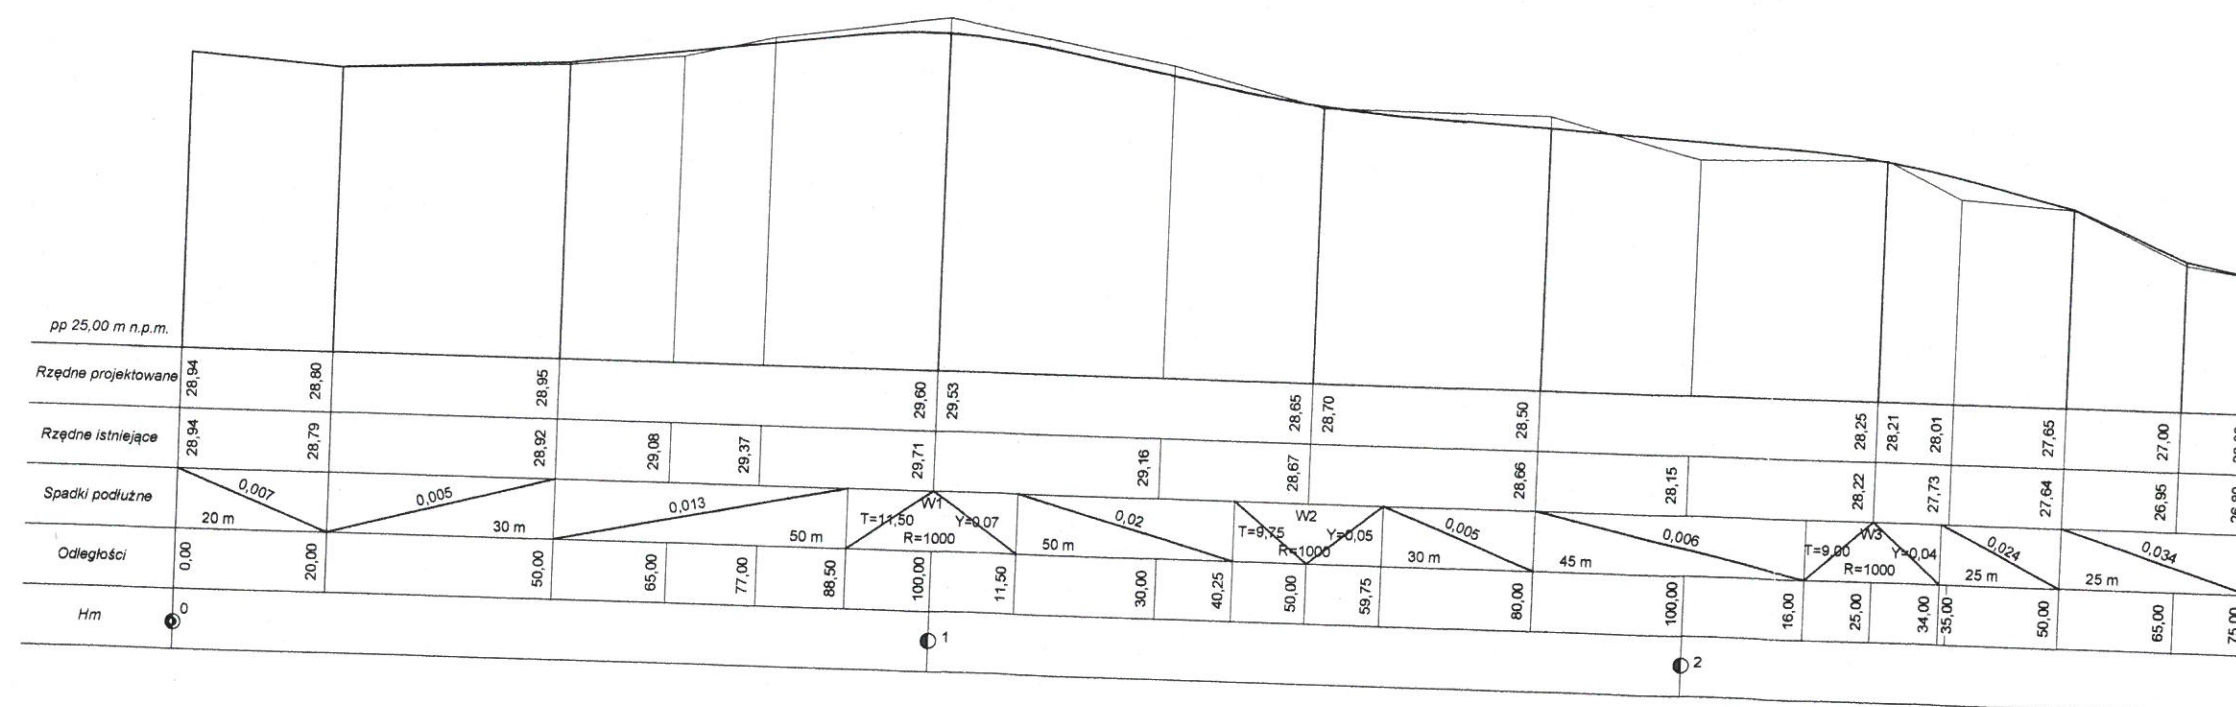 pp 25,00 m n.p.m.
Rzędne projektowane 28,94 28,80 28,95 29,60 29,53 28,65 28,70 28,50 28,25 28,21 28,01 27,65 27,00
Rzędne istniejące 28,94 28,79 28,92 29,08 29,37 29,71 29,16 28,67 28,66 28,15 28,22 27,73 27,64 26,95
Spadki podłużne 0,007 0,005 0,013 W1 0,02 W2 0,005 0,006 W3 0,024 0,034
T=11,50 Y=0,07 T=9,75 Y=0,05 T=9,00 Y=0,04
20 m 30 m 50 m R=1000 50 m R=1000 30 m 45 m R=1000 25 m 25 m
Odległości 0,00 20,00 50,00 65,00 77,00 88,50 100,00 11,50 30,00 40,25 50,00 59,75 80,00 100,00 16,00 25,00 34,00 35,00 50,00 65,00 75,00
Hm 0 1 2